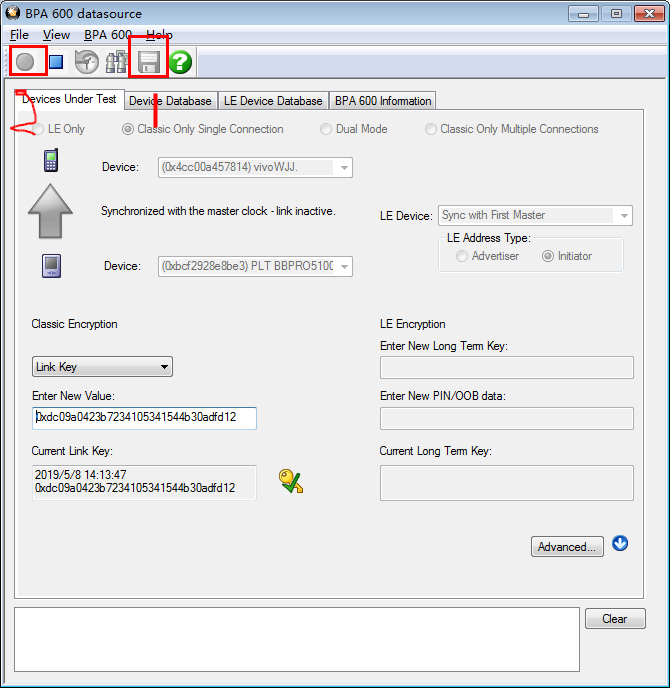 BPA 600 datasource
File View BPA 600 Help
Devices Under Test Device Database LE Device Database BPA 600 Information
LE Only Classic Only Single Connection Dual Mode Classic Only Multiple Connections
Device: (0x4cc00a457814) vivoWJJ.
Synchronized with the master clock - link inactive.
LE Device: Sync with First Master
LE Address Type:
Advertiser Initiator
Device: (0xbcf2928e8be3) PLT BBPRO5100
Classic Encryption
Link Key
Enter New Value:
0xdc09a0423b7234105341544b30adfd12
Current Link Key:
2019/5/8 14:13:47
0xdc09a0423b7234105341544b30adfd12
LE Encryption
Enter New Long Term Key:
Enter New PIN/OOB data:
Current Long Term Key:
Advanced...
Clear
1
2